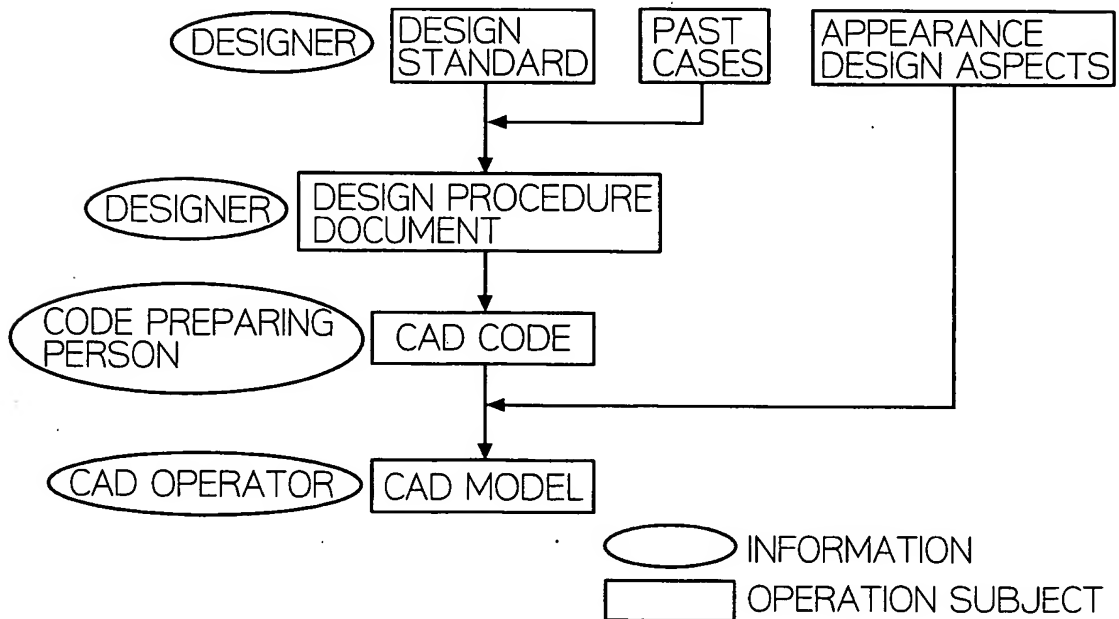 DESIGNER
DESIGN
STANDARD
PAST
CASES
APPEARANCE
DESIGN ASPECTS
DESIGNER
DESIGN PROCEDURE
DOCUMENT
CODE PREPARING
PERSON
CAD CODE
CAD OPERATOR
CAD MODEL
INFORMATION
OPERATION SUBJECT